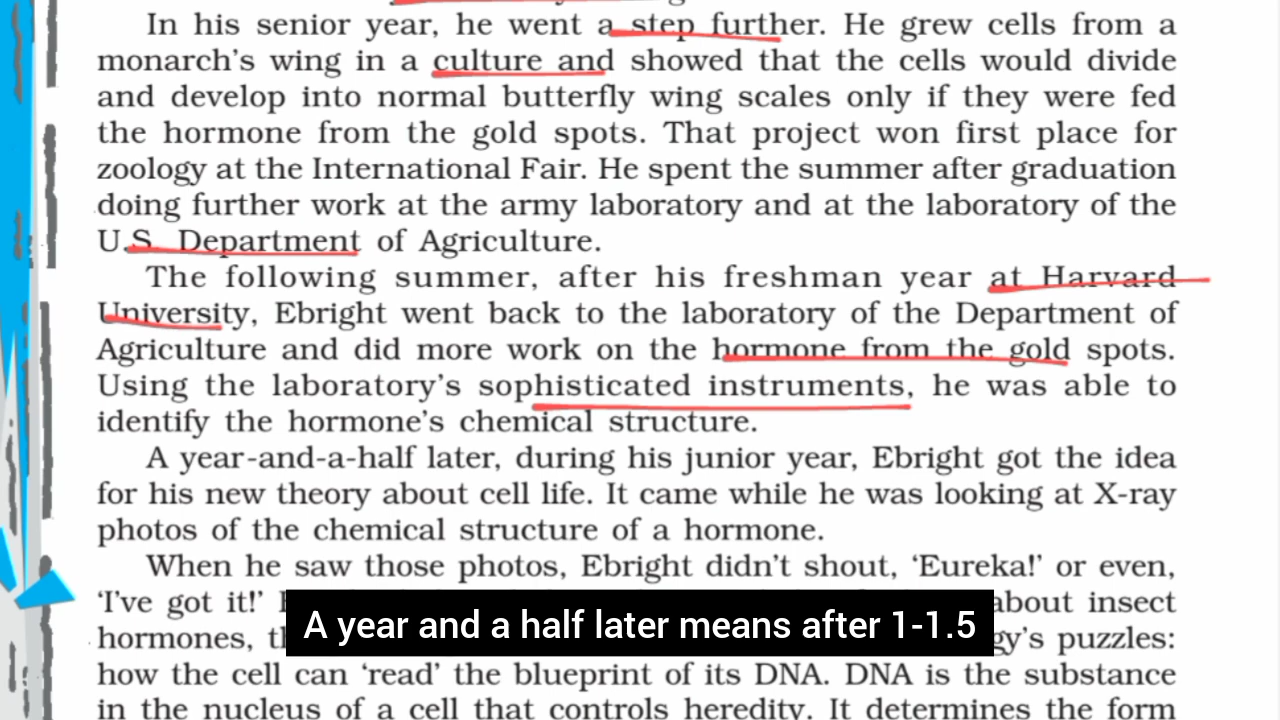 In his senior year, he went a step further. He grew cells from a
monarch's wing in a culture and showed that the cells would divide
and develop into normal butterfly wing scales only if they were fed
the hormone from the gold spots. That project won first place for
zoology at the International Fair. He spent the summer after graduation
doing further work at the army laboratory and at the laboratory of the
U.S. Department of Agriculture.
The following summer, after his freshman year at Harvard
University, Ebright went back to the laboratory of the Department of
Agriculture and did more work on the hormone from the gold spots.
Using the laboratory's sophisticated instruments, he was able to
identify the hormone's chemical structure.
A year-and-a-half later, during his junior year, Ebright got the idea
for his new theory about cell life. It came while he was looking at X-ray
photos of the chemical structure of a hormone.
When he saw those photos, Ebright didn't shout, 'Eureka!' or even,
'I've got it!' about insect
A year and a half later means after 1-1.5
hormones, puzzles:
how the cell can 'read' the blueprint of its DNA. DNA is the substance
in the nucleus of a cell that controls heredity. It determines the form